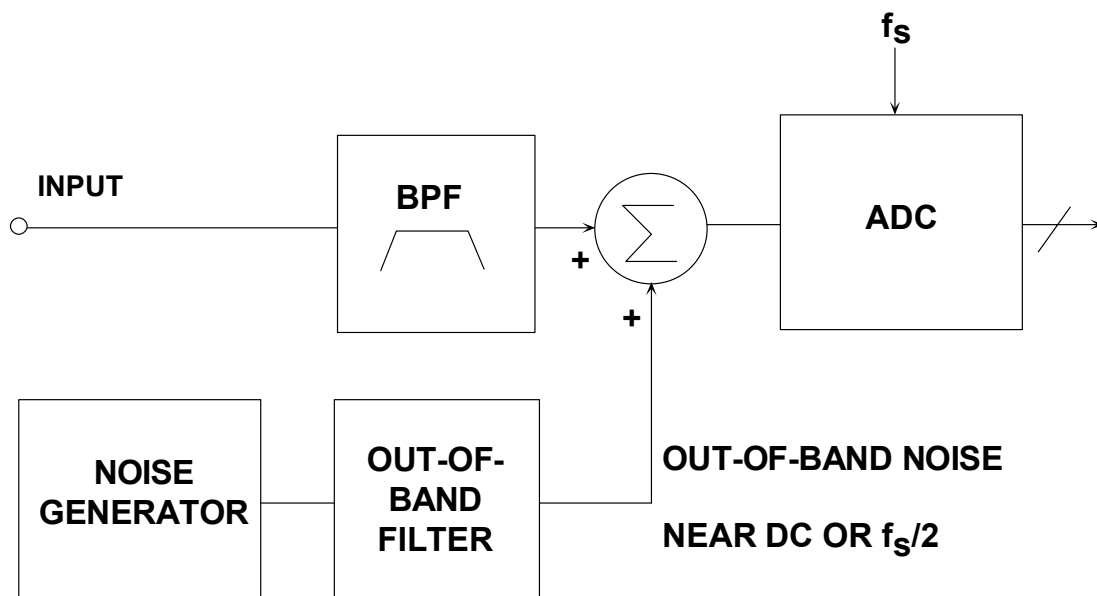 fs
INPUT
BPF
Σ
ADC
+
+
NOISE
GENERATOR
OUT-OF-
BAND
FILTER
OUT-OF-BAND NOISE
NEAR DC OR fs/2